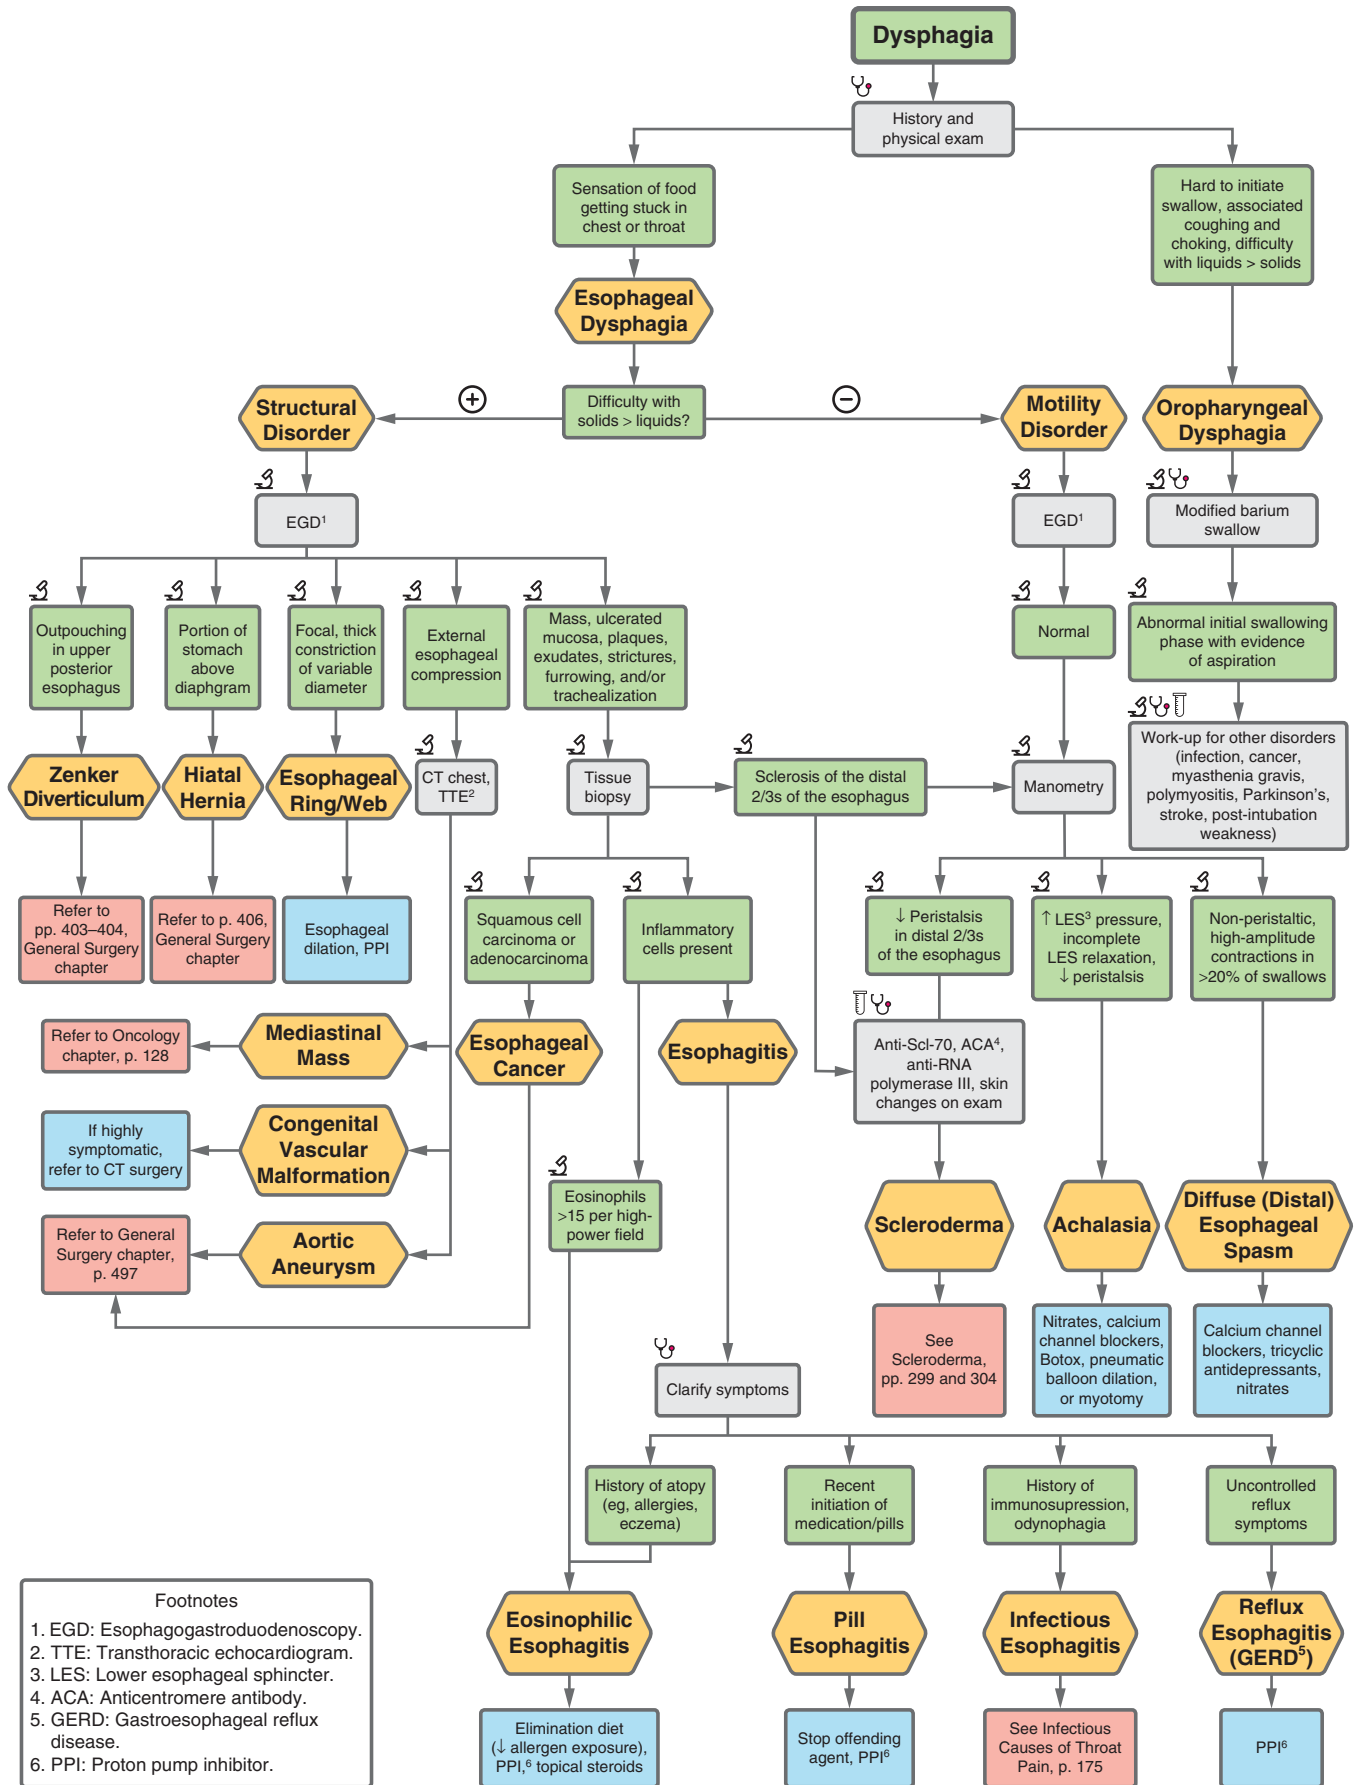 Dysphagia
History and
physical exam
Sensation of food
getting stuck in
chest or throat
Hard to initiate
swallow, associated
coughing and
choking, difficulty
with liquids > solids
Esophageal
Dysphagia
Structural
Disorder
+
Difficulty with
solids > liquids?
−
Motility
Disorder
Oropharyngeal
Dysphagia
EGD¹
EGD¹
Modified barium
swallow
Outpouching
in upper
posterior
esophagus
Portion of
stomach
above
diaphgram
Focal, thick
constriction
of variable
diameter
External
esophageal
compression
Mass, ulcerated
mucosa, plaques,
exudates, strictures,
furrowing, and/or
trachealization
Normal
Abnormal initial swallowing
phase with evidence
of aspiration
Zenker
Diverticulum
Hiatal
Hernia
Esophageal
Ring/Web
CT chest,
TTE²
Tissue
biopsy
Sclerosis of the distal
2/3s of the esophagus
Manometry
Work-up for other disorders
(infection, cancer,
myasthenia gravis,
polymyositis, Parkinson's,
stroke, post-intubation
weakness)
Refer to
pp. 403–404,
General Surgery
chapter
Refer to p. 406,
General Surgery
chapter
Esophageal
dilation, PPI
Squamous cell
carcinoma or
adenocarcinoma
Inflammatory
cells present
↓ Peristalsis
in distal 2/3s
of the esophagus
↑ LES³ pressure,
incomplete
LES relaxation,
↓ peristalsis
Non-peristaltic,
high-amplitude
contractions in
>20% of swallows
Refer to Oncology
chapter, p. 128
Mediastinal
Mass
Esophageal
Cancer
Esophagitis
Anti-Scl-70, ACA⁴,
anti-RNA
polymerase III, skin
changes on exam
If highly
symptomatic,
refer to CT surgery
Congenital
Vascular
Malformation
Eosinophils
>15 per high-
power field
Refer to General
Surgery chapter,
p. 497
Aortic
Aneurysm
Scleroderma
Achalasia
Diffuse (Distal)
Esophageal
Spasm
Clarify symptoms
See
Scleroderma,
pp. 299 and 304
Nitrates, calcium
channel blockers,
Botox, pneumatic
balloon dilation,
or myotomy
Calcium channel
blockers, tricyclic
antidepressants,
nitrates
History of atopy
(eg, allergies,
eczema)
Recent
initiation of
medication/pills
History of
immunosupression,
odynophagia
Uncontrolled
reflux
symptoms
Eosinophilic
Esophagitis
Pill
Esophagitis
Infectious
Esophagitis
Reflux
Esophagitis
(GERD⁵)
Elimination diet
(↓ allergen exposure),
PPI,⁶ topical steroids
Stop offending
agent, PPI⁶
See Infectious
Causes of Throat
Pain, p. 175
PPI⁶
Footnotes
1. EGD: Esophagogastroduodenoscopy.
2. TTE: Transthoracic echocardiogram.
3. LES: Lower esophageal sphincter.
4. ACA: Anticentromere antibody.
5. GERD: Gastroesophageal reflux
disease.
6. PPI: Proton pump inhibitor.